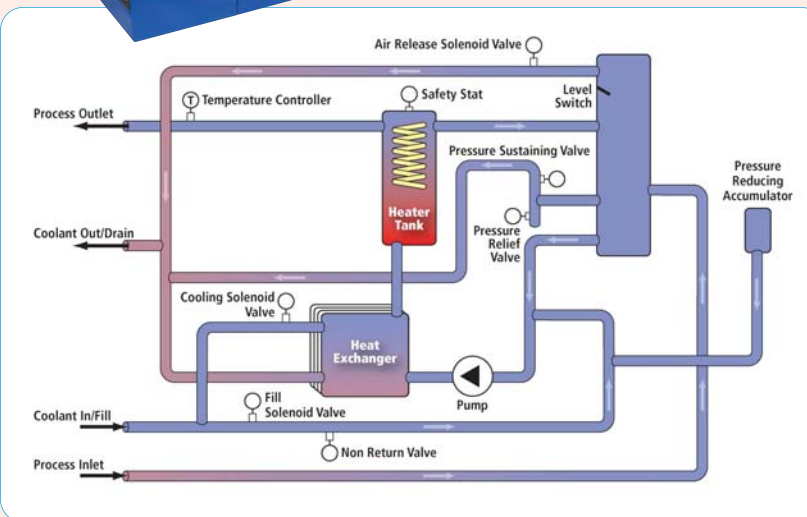 Air Release Solenoid Valve
Level
Switch
T
Temperature Controller
Safety Stat
Process Outlet
Pressure Sustaining Valve
Pressure
Reducing
Accumulator
Heater
Tank
Pressure
Relief
Valve
Coolant Out/Drain
Cooling Solenoid
Valve
Heat
Exchanger
Fill
Solenoid Valve
Pump
Coolant In/Fill
Non Return Valve
Process Inlet